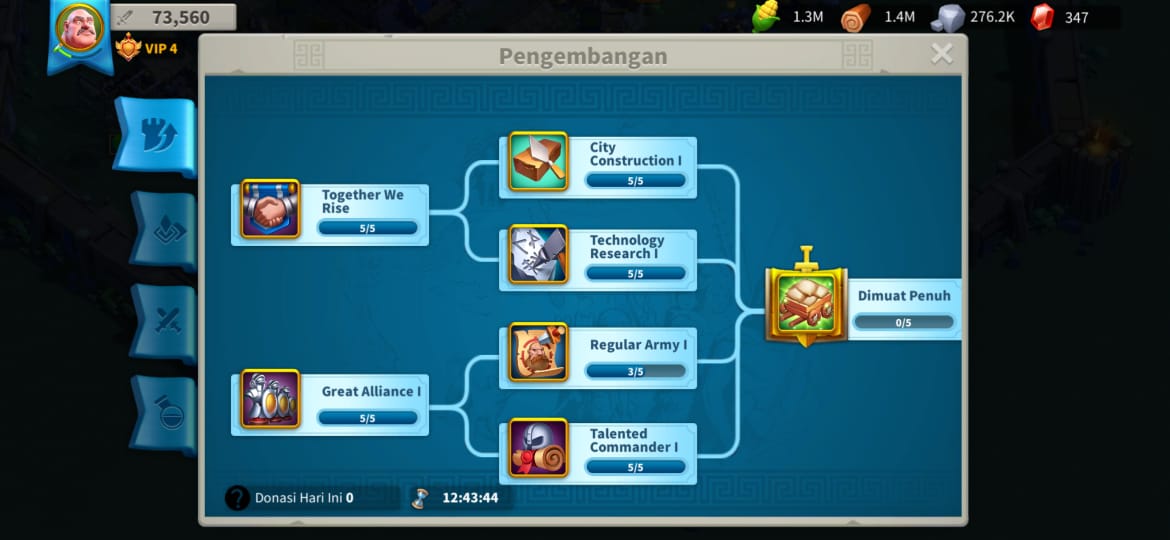 73,560
1.3M
1.4M
276.2K
347
VIP 4
Pengembangan
City
Construction I
5/5
Together We
Rise
5/5
Technology
Research I
5/5
Dimuat Penuh
0/5
Regular Army I
3/5
Great Alliance I
5/5
Talented
Commander I
5/5
? Donasi Hari Ini 0
12:43:44